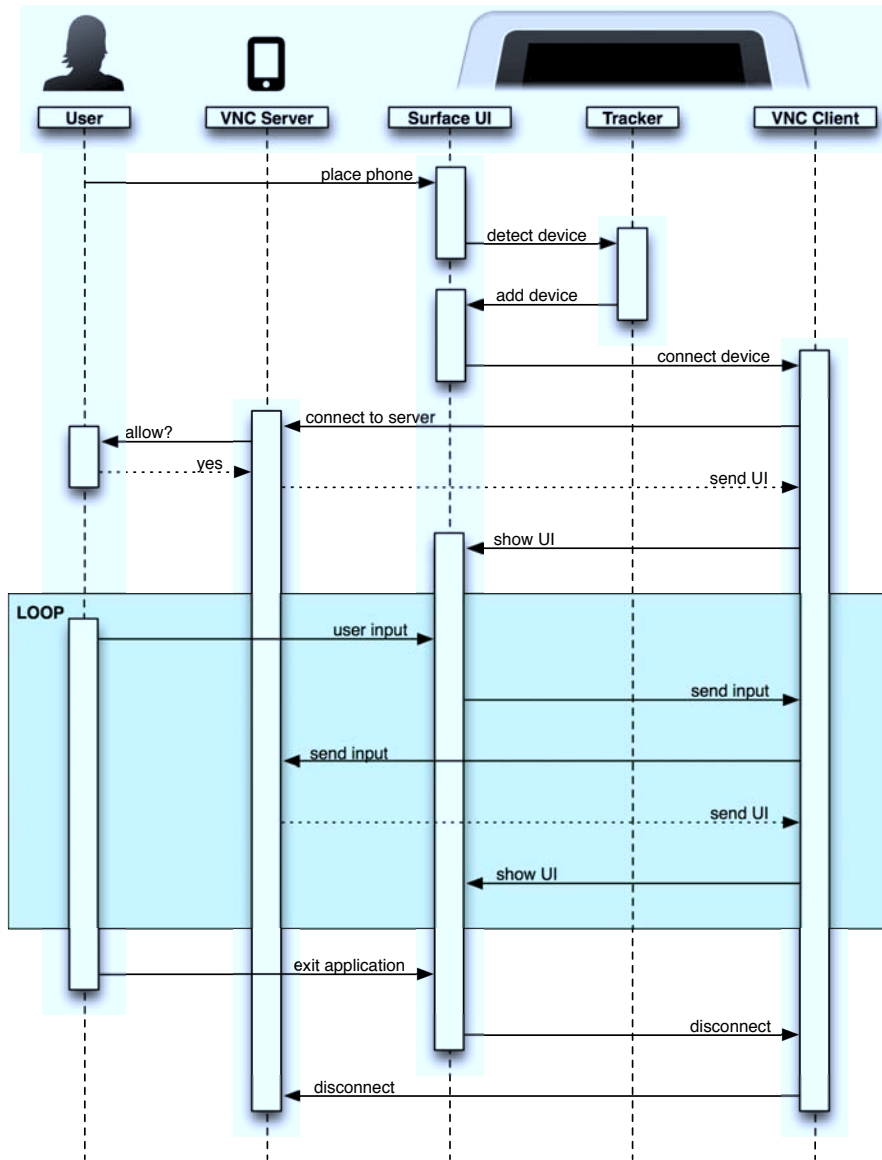 User
VNC Server
Surface UI
Tracker
VNC Client
place phone
detect device
add device
connect device
connect to server
allow?
yes
send UI
show UI
LOOP
user input
send input
send input
send UI
show UI
exit application
disconnect
disconnect